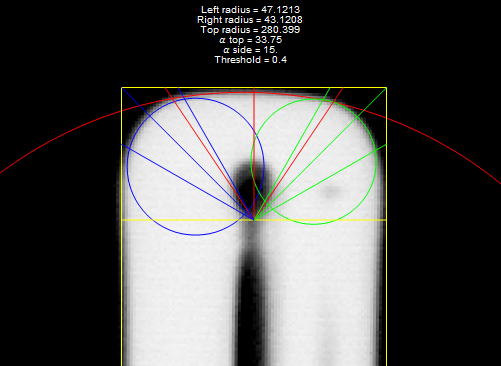 Left radius = 47.1213
Right radius = 43.1208
Top radius = 280.399
α top = 33.75
α side = 15.
Threshold = 0.4